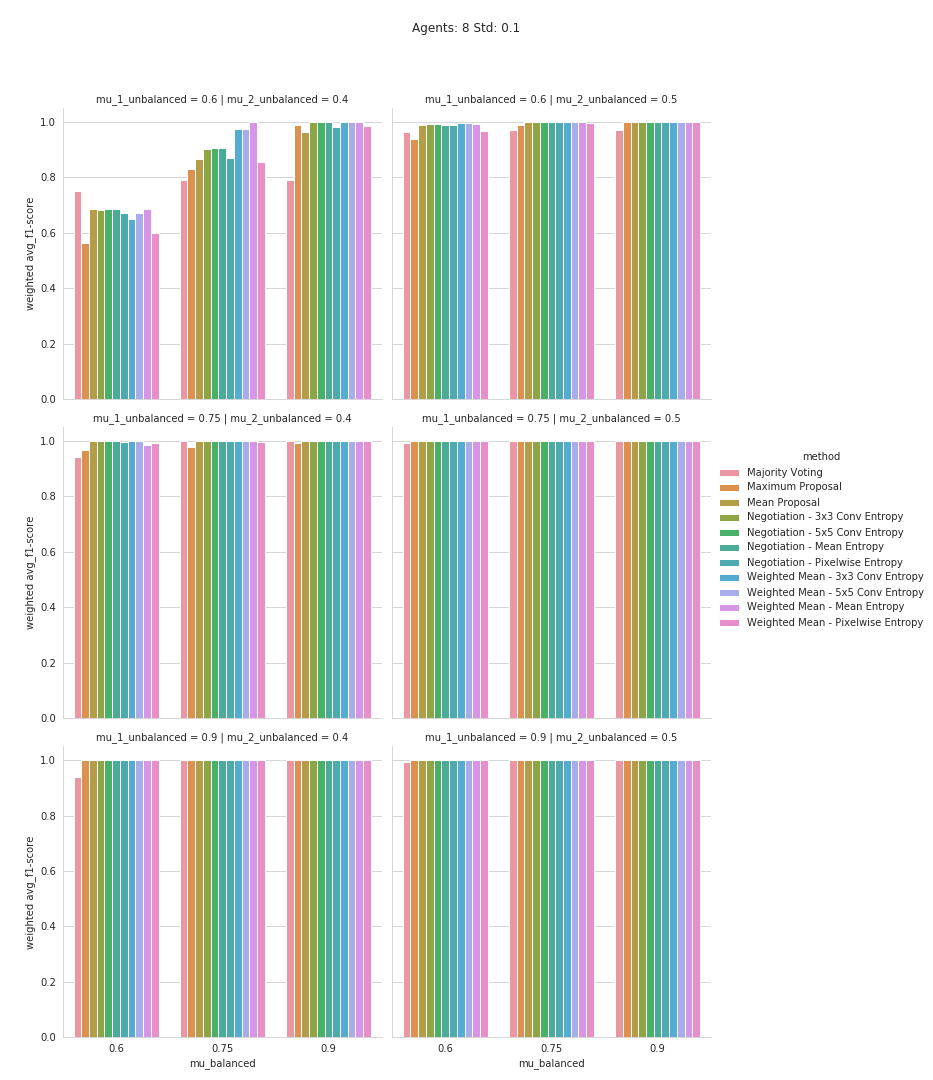 Agents: 8 Std: 0.1
mu_1_unbalanced = 0.6 | mu_2_unbalanced = 0.4
mu_1_unbalanced = 0.6 | mu_2_unbalanced = 0.5
1.0
0.8
0.6
0.4
0.2
0.0
weighted avg_f1-score
mu_1_unbalanced = 0.75 | mu_2_unbalanced = 0.4
mu_1_unbalanced = 0.75 | mu_2_unbalanced = 0.5
1.0
0.8
0.6
0.4
0.2
0.0
weighted avg_f1-score
method
Majority Voting
Maximum Proposal
Mean Proposal
Negotiation - 3x3 Conv Entropy
Negotiation - 5x5 Conv Entropy
Negotiation - Mean Entropy
Negotiation - Pixelwise Entropy
Weighted Mean - 3x3 Conv Entropy
Weighted Mean - 5x5 Conv Entropy
Weighted Mean - Mean Entropy
Weighted Mean - Pixelwise Entropy
mu_1_unbalanced = 0.9 | mu_2_unbalanced = 0.4
mu_1_unbalanced = 0.9 | mu_2_unbalanced = 0.5
1.0
0.8
0.6
0.4
0.2
0.0
weighted avg_f1-score
0.6 0.75 0.9
mu_balanced
0.6 0.75 0.9
mu_balanced